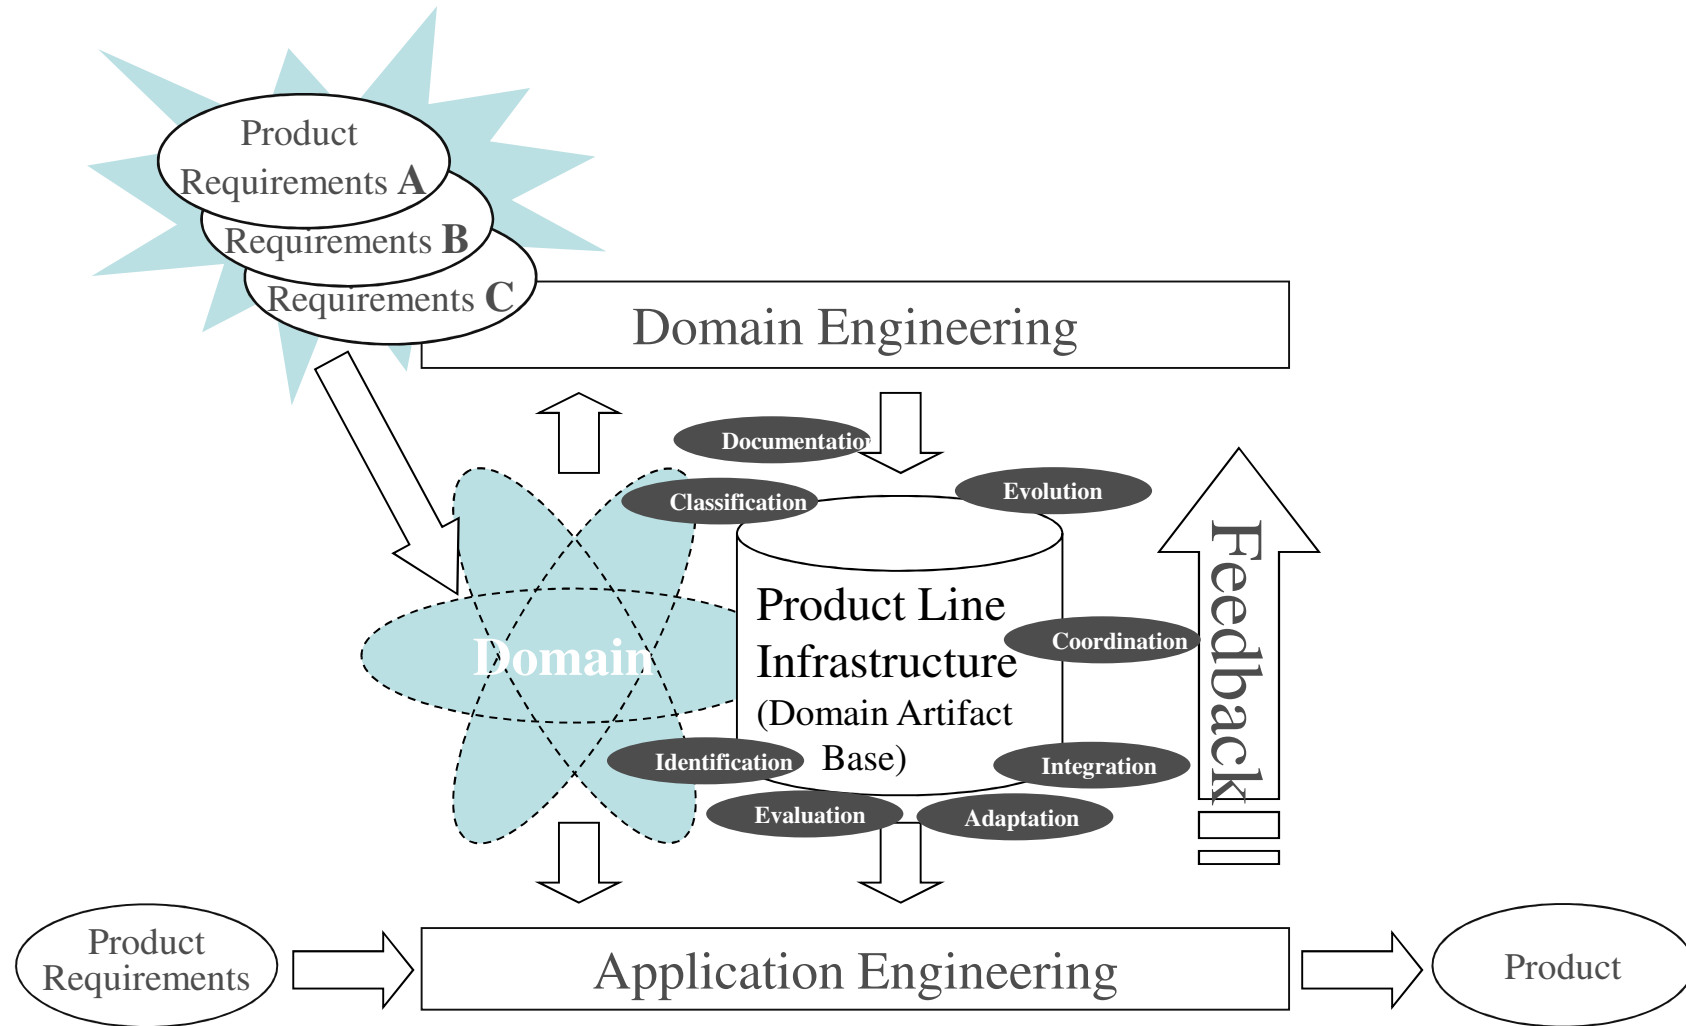 Product
Requirements A
Requirements B
Requirements C
Domain Engineering
Documentation
Classification
Evolution
Product Line
Infrastructure
(Domain Artifact
Base)
Domain
Coordination
Feedback
Identification
Integration
Evaluation
Adaptation
Product
Requirements
Application Engineering
Product